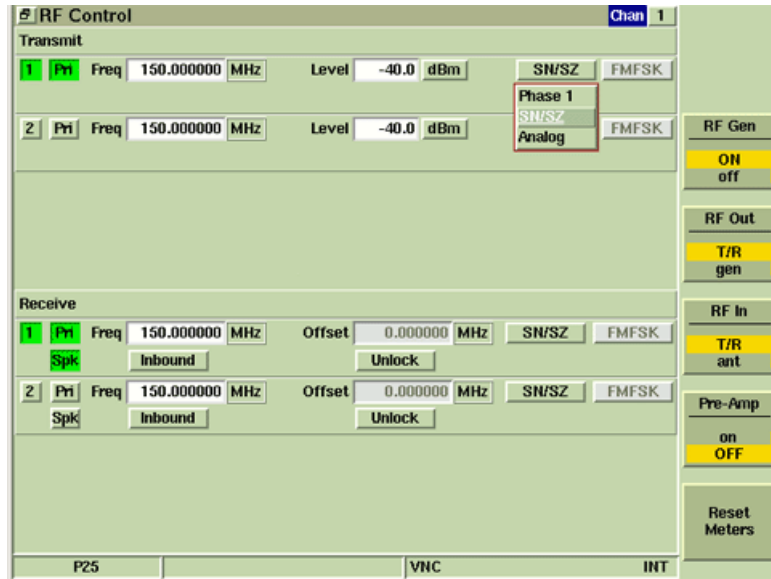 RF Control Chan 1
Transmit
1 Pri Freq 150.000000 MHz Level -40.0 dBm SN/SZ FMFSK
Phase 1
SN/SZ
Analog
2 Pri Freq 150.000000 MHz Level -40.0 dBm FMFSK
Receive
1 Pri Freq 150.000000 MHz Offset 0.000000 MHz SN/SZ FMFSK
Spk Inbound Unlock
2 Pri Freq 150.000000 MHz Offset 0.000000 MHz SN/SZ FMFSK
Spk Inbound Unlock
P25 VNC INT
RF Gen
ON
off
RF Out
T/R
gen
RF In
T/R
ant
Pre-Amp
on
OFF
Reset
Meters